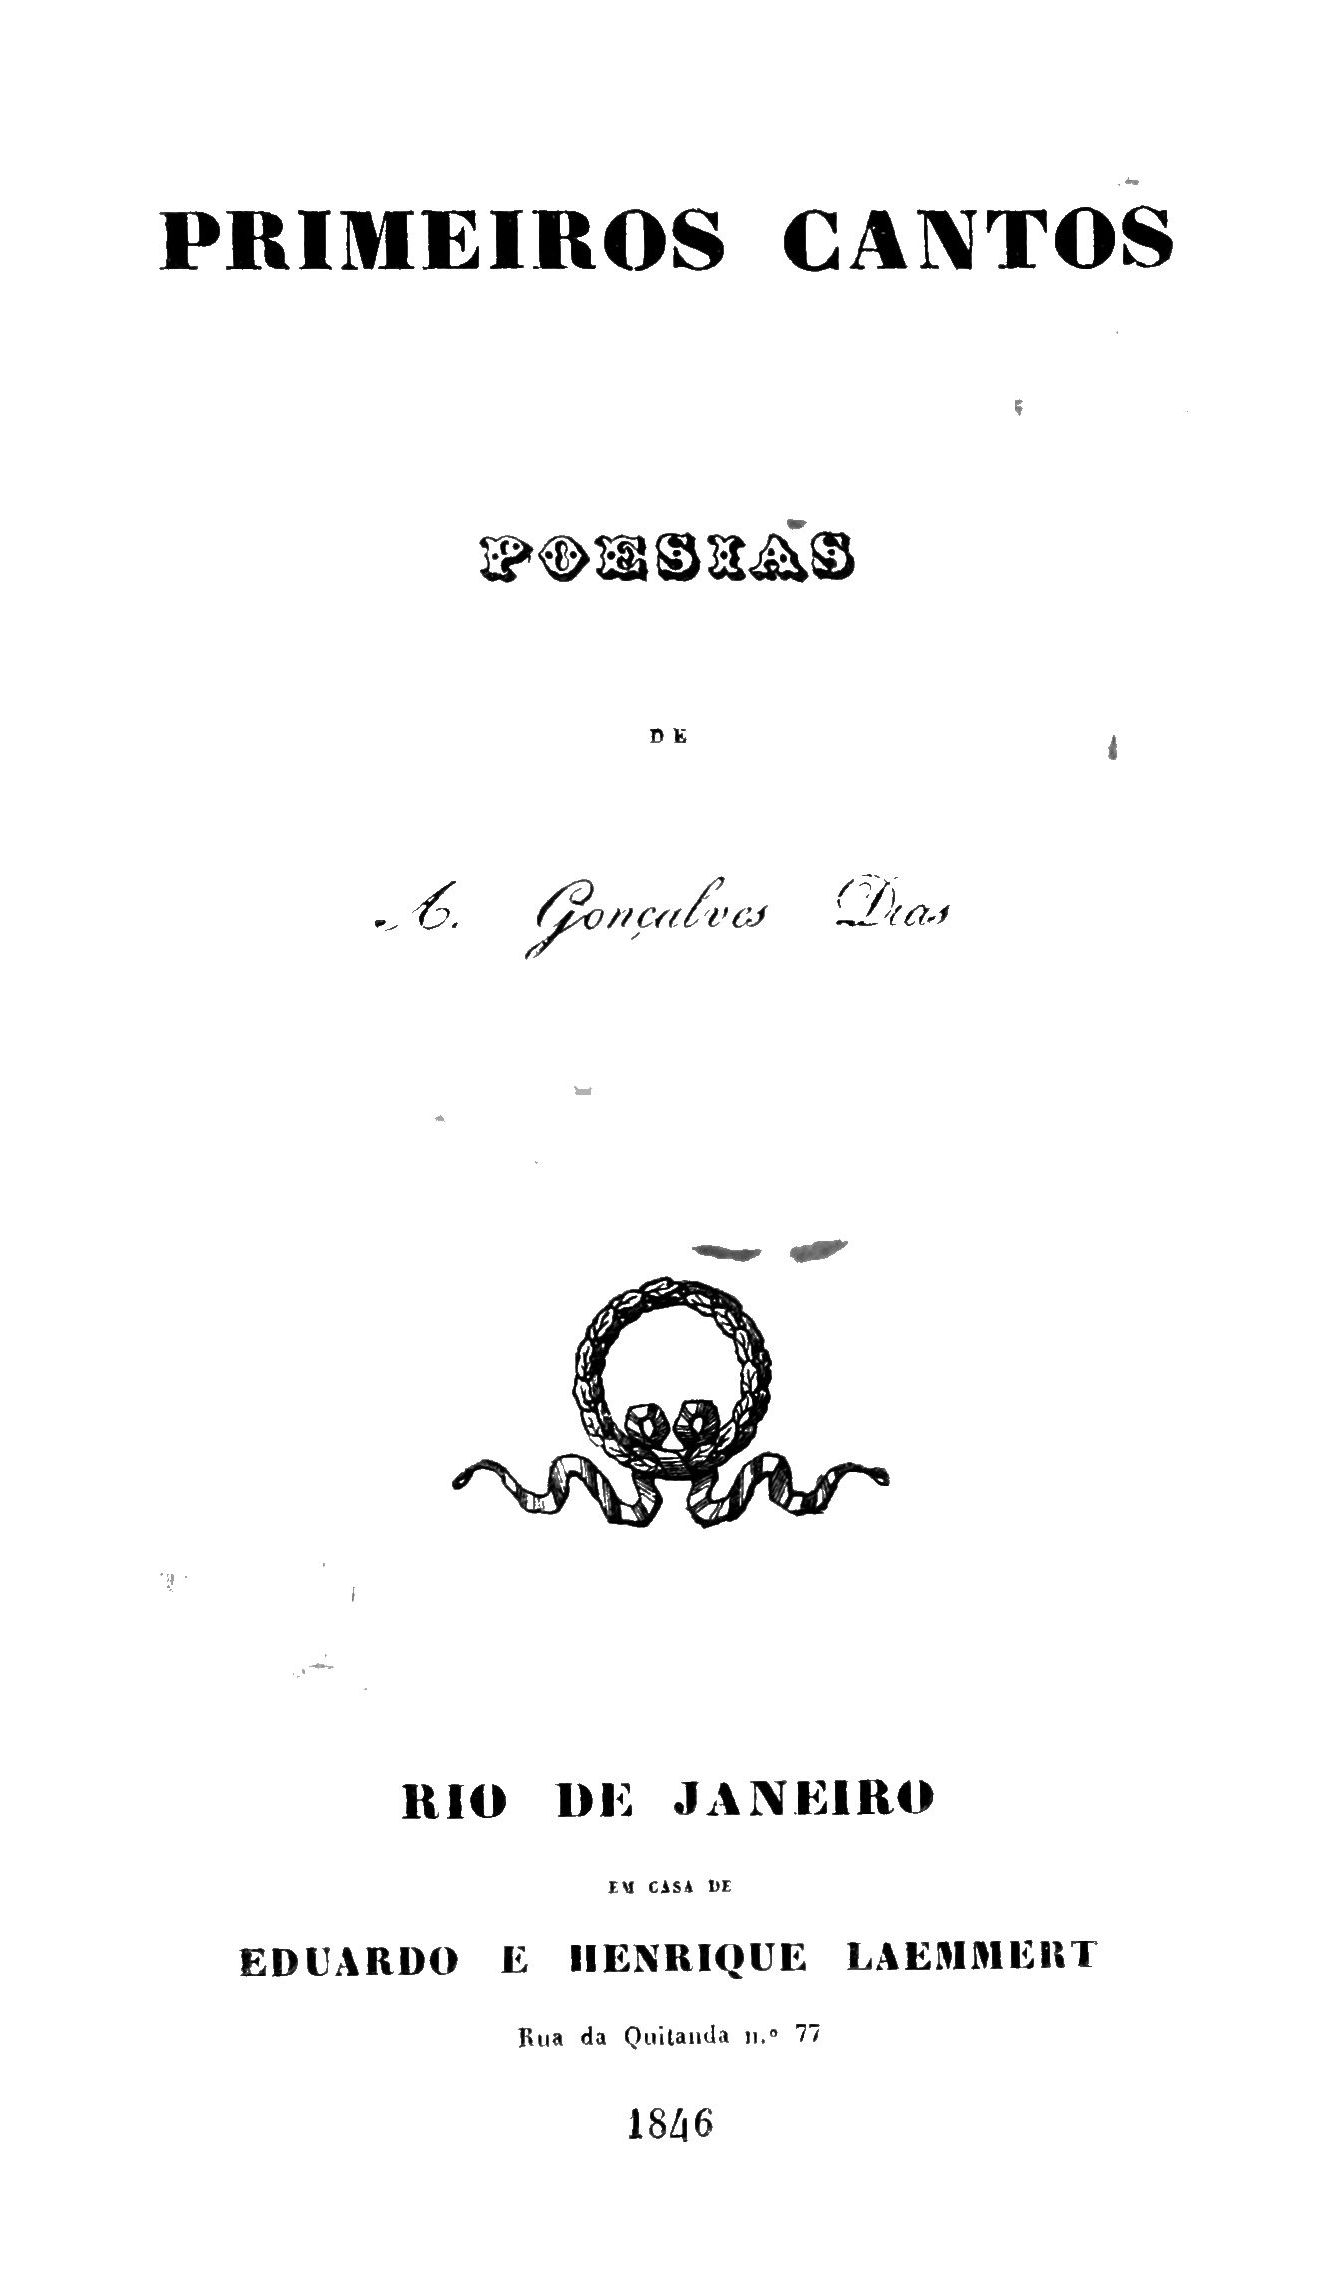 PRIMEIROS CANTOS
POESIAS
DE
A. Gonçalves Dias
RIO DE JANEIRO
EM CASA DE
EDUARDO E HENRIQUE LAEMMERT
Rua da Quitanda n.º 77
1846